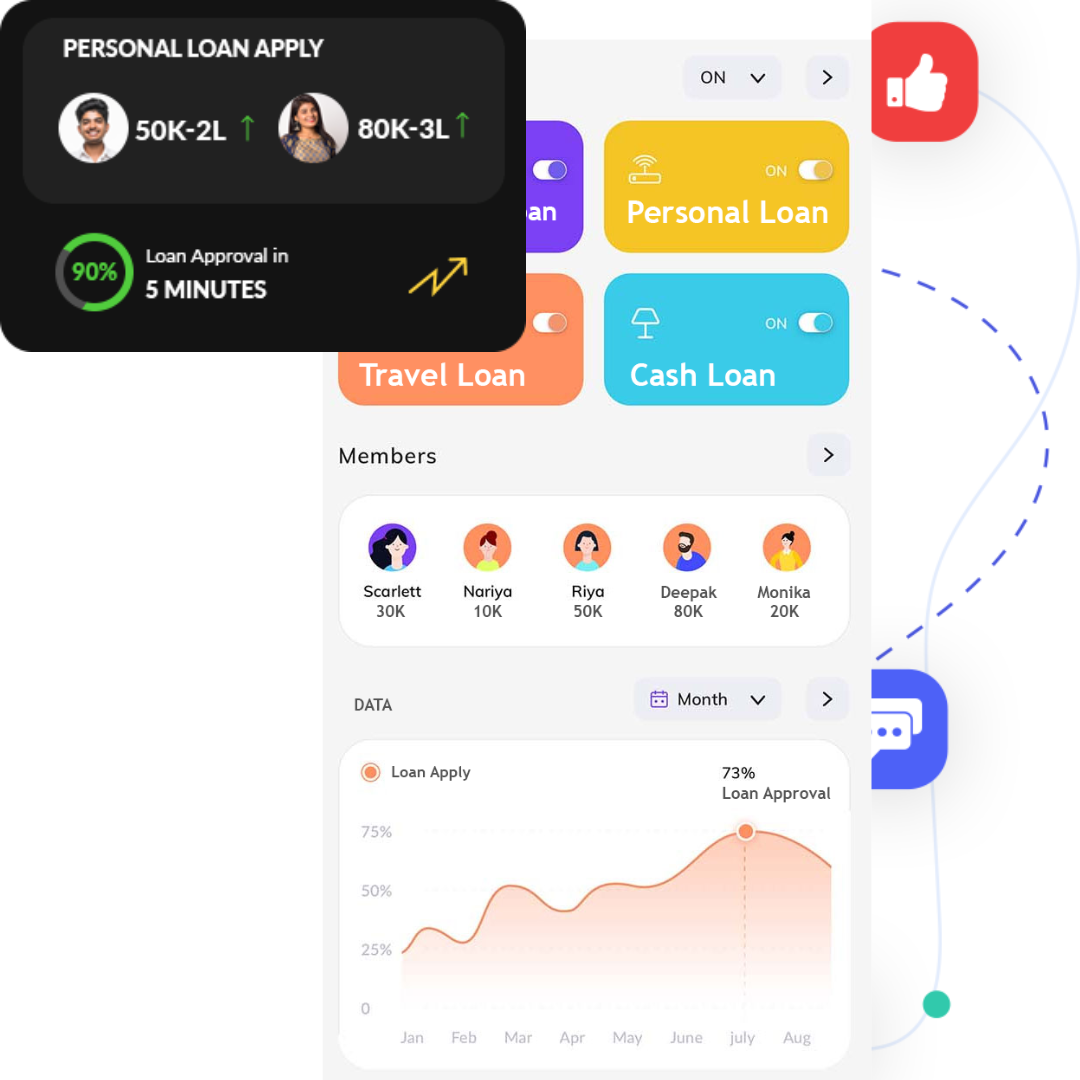 PERSONAL LOAN APPLY
50K-2L ↑ 80K-3L ↑
90%
Loan Approval in
5 MINUTES
ON
ON
Personal Loan
ON
Travel Loan
Cash Loan
Members
Scarlett Nariya Riya Deepak Monika
30K 10K 50K 80K 20K
DATA
Month
Loan Apply
73%
Loan Approval
75%
50%
25%
0
Jan Feb Mar Apr May June july Aug